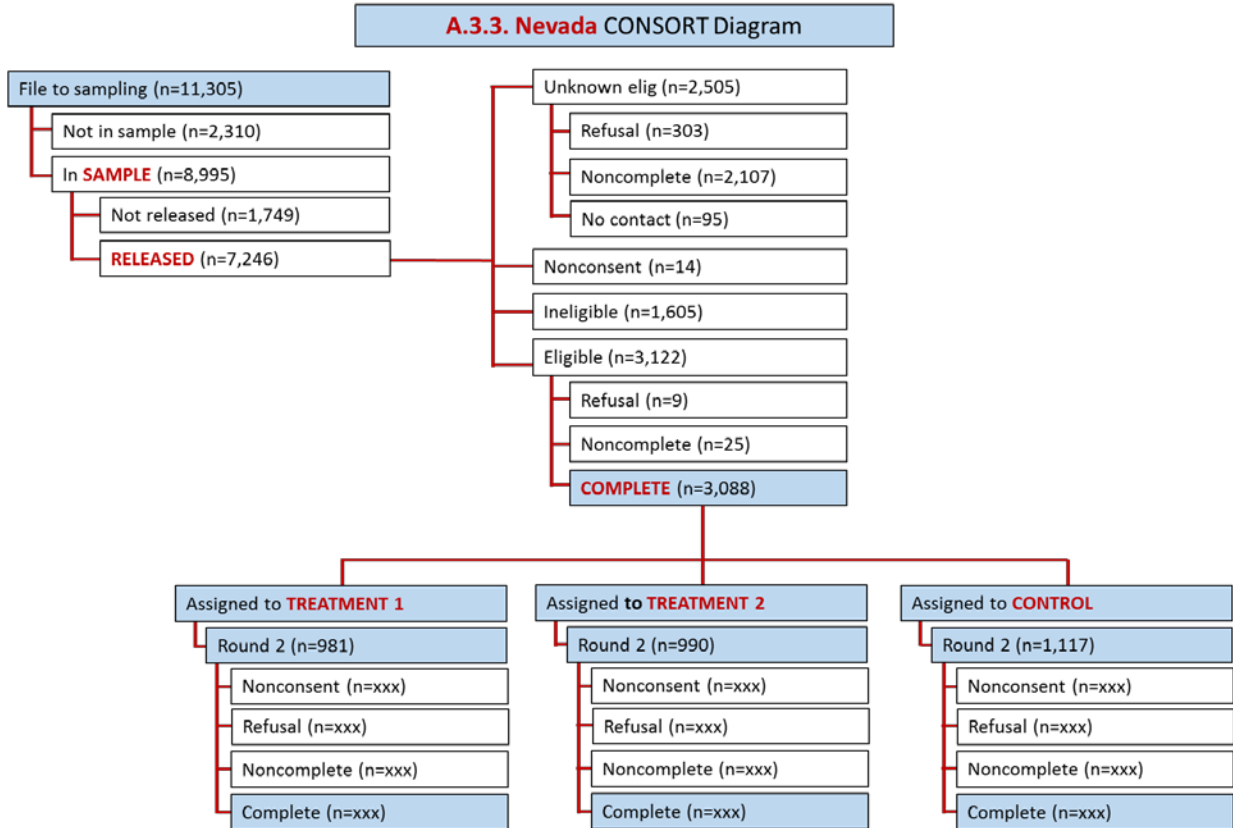 A.3.3. Nevada CONSORT Diagram
File to sampling (n=11,305)
Not in sample (n=2,310)
In SAMPLE (n=8,995)
Not released (n=1,749)
RELEASED (n=7,246)
Unknown elig (n=2,505)
Refusal (n=303)
Noncomplete (n=2,107)
No contact (n=95)
Nonconsent (n=14)
Ineligible (n=1,605)
Eligible (n=3,122)
Refusal (n=9)
Noncomplete (n=25)
COMPLETE (n=3,088)
Assigned to TREATMENT 1
Round 2 (n=981)
Nonconsent (n=xxx)
Refusal (n=xxx)
Noncomplete (n=xxx)
Complete (n=xxx)
Assigned to TREATMENT 2
Round 2 (n=990)
Nonconsent (n=xxx)
Refusal (n=xxx)
Noncomplete (n=xxx)
Complete (n=xxx)
Assigned to CONTROL
Round 2 (n=1,117)
Nonconsent (n=xxx)
Refusal (n=xxx)
Noncomplete (n=xxx)
Complete (n=xxx)